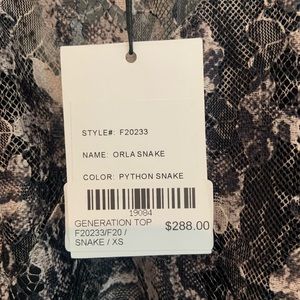 STYLE#: F20233
NAME: ORLA SNAKE
COLOR: PYTHON SNAKE
19084
GENERATION TOP
F20233/F20 /
SNAKE / XS
$288.00